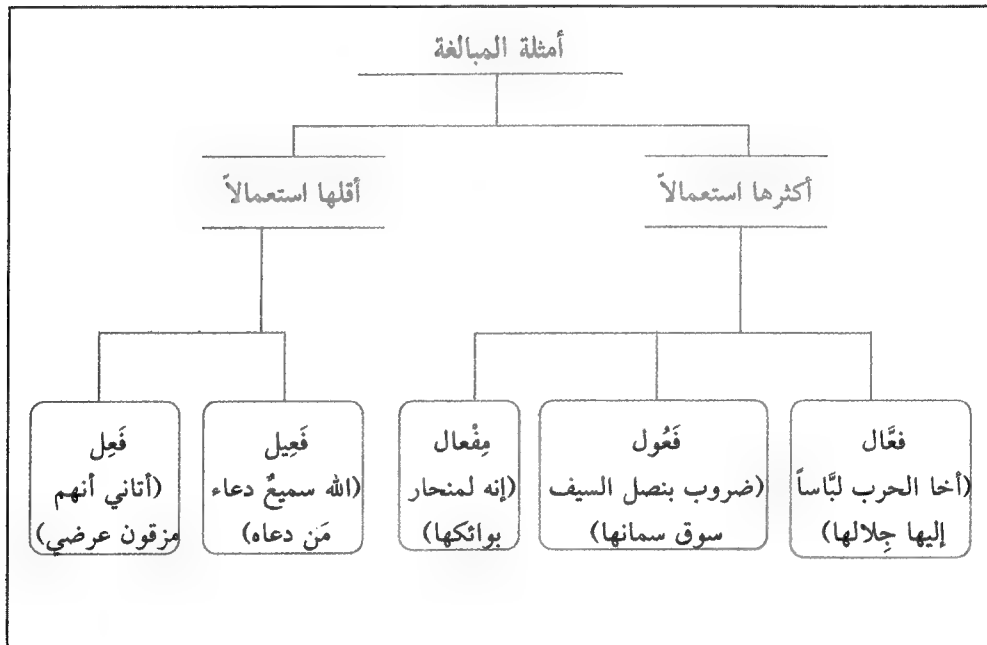 أمثلة المبالغة
أكثرها استعمالاً
أقلها استعمالاً
فعَّال
(أخا الحرب لبَّاساً
إليها جِلالها)
فَعُول
(ضروب بنصل السيف
سوق سمانها)
مِفْعال
(إنه لمنحار
بوائكها)
فَعِيل
(الله سميعٌ دعاء
مَن دعاه)
فَعِل
(أتاني أنهم
مزقون عرضي)